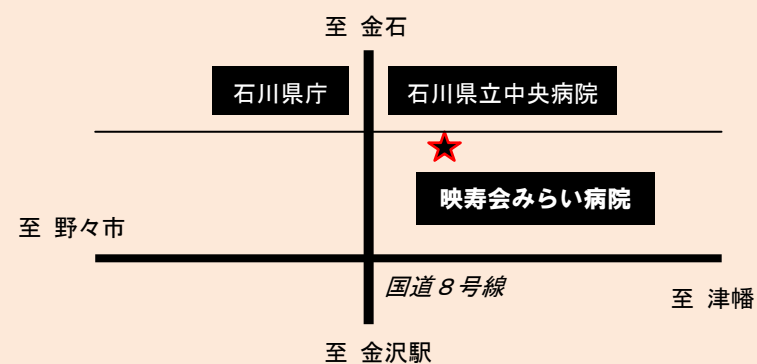 至 金石
石川県庁
石川県立中央病院
映寿会みらい病院
至 野々市
国道８号線
至 津幡
至 金沢駅